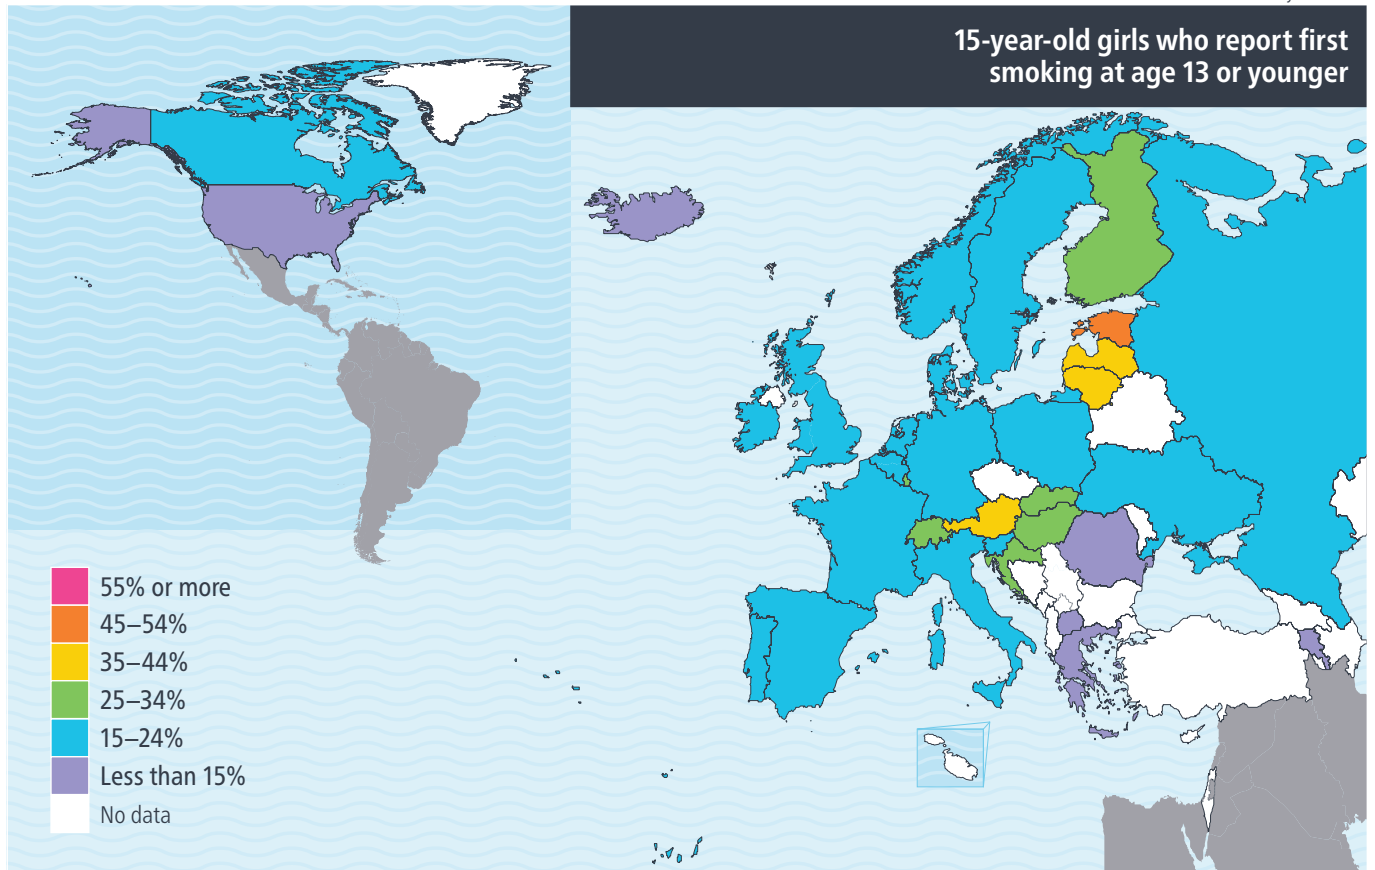 15-year-old girls who report first
smoking at age 13 or younger
55% or more
45–54%
35–44%
25–34%
15–24%
Less than 15%
No data